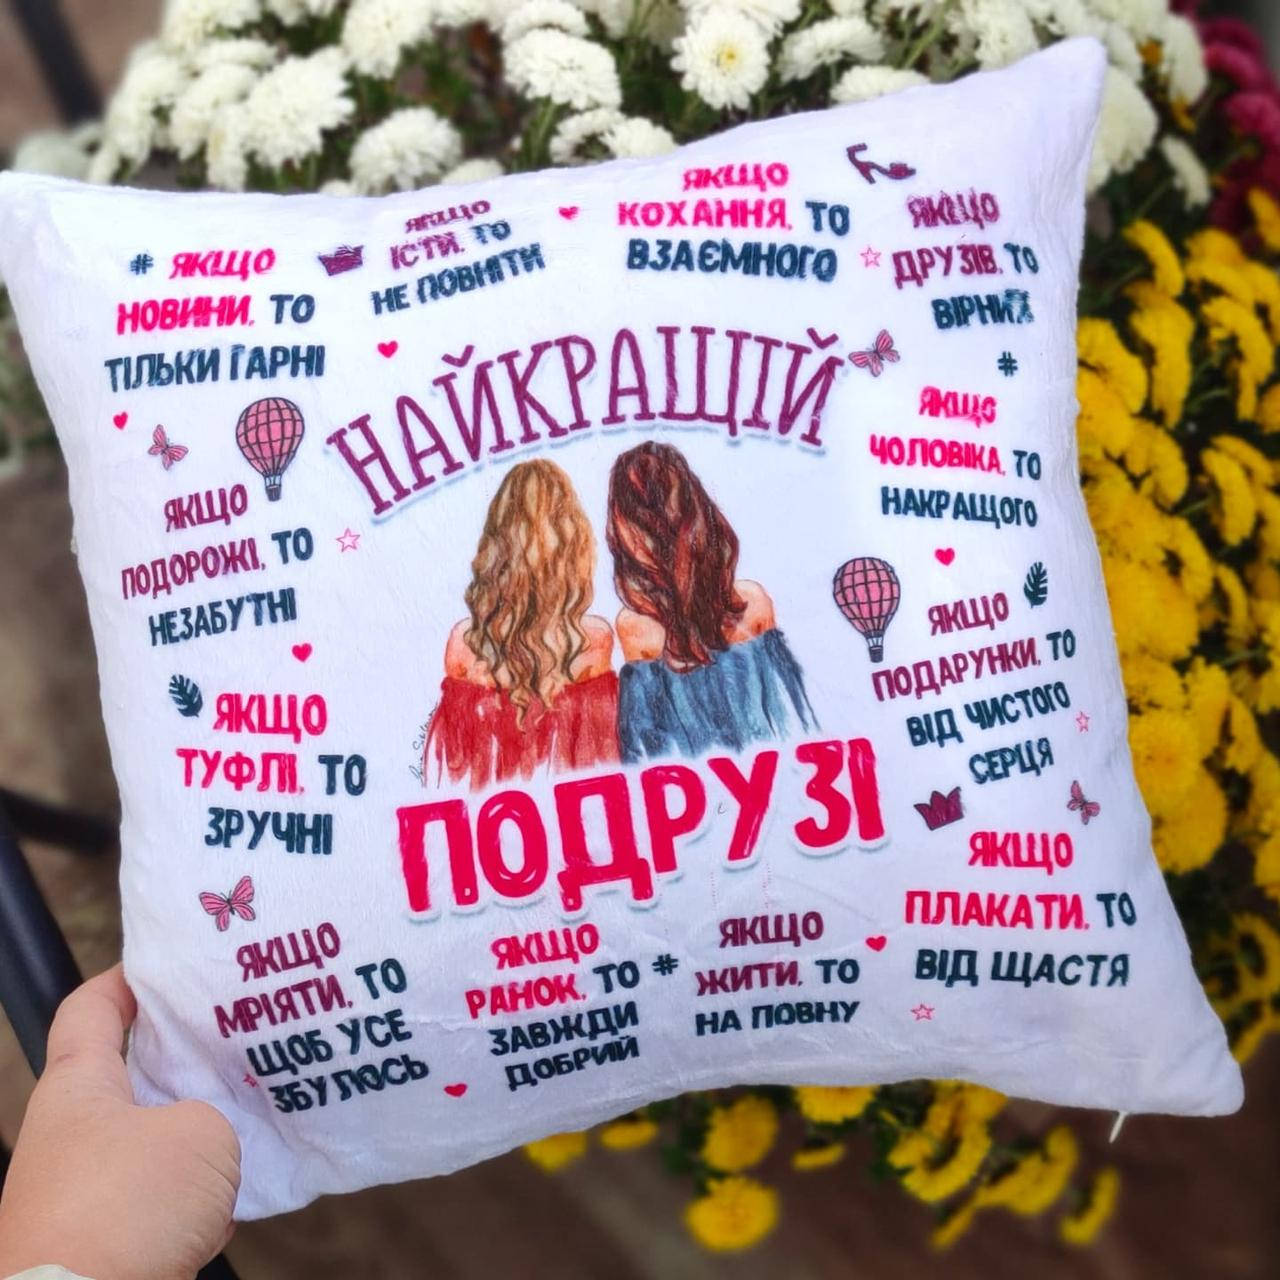 # ЯКЩО
НОВИНИ, ТО
ТІЛЬКИ ГАРНІ
ЯКЩО
ЇСТИ, ТО
НЕ ПОВНІТИ
ЯКЩО
КОХАННЯ, ТО
ВЗАЄМНОГО
ЯКЩО
ДРУЗІВ, ТО
ВІРНИХ
НАЙКРАЩІЙ
ПОДРУЗІ
#
ЯКЩО
ЧОЛОВІКА, ТО
НАКРАЩОГО
ЯКЩО
ПОДОРОЖІ, ТО
НЕЗАБУТНІ
ЯКЩО
ПОДАРУНКИ, ТО
ВІД ЧИСТОГО
СЕРЦЯ
ЯКЩО
ТУФЛІ, ТО
ЗРУЧНІ
ЯКЩО
ПЛАКАТИ, ТО
ВІД ЩАСТЯ
ЯКЩО
МРІЯТИ, ТО
ЩОБ УСЕ
ЗБУЛОСЬ
ЯКЩО
РАНОК, ТО
ЗАВЖДИ
ДОБРИЙ
#
ЯКЩО
ЖИТИ, ТО
НА ПОВНУ